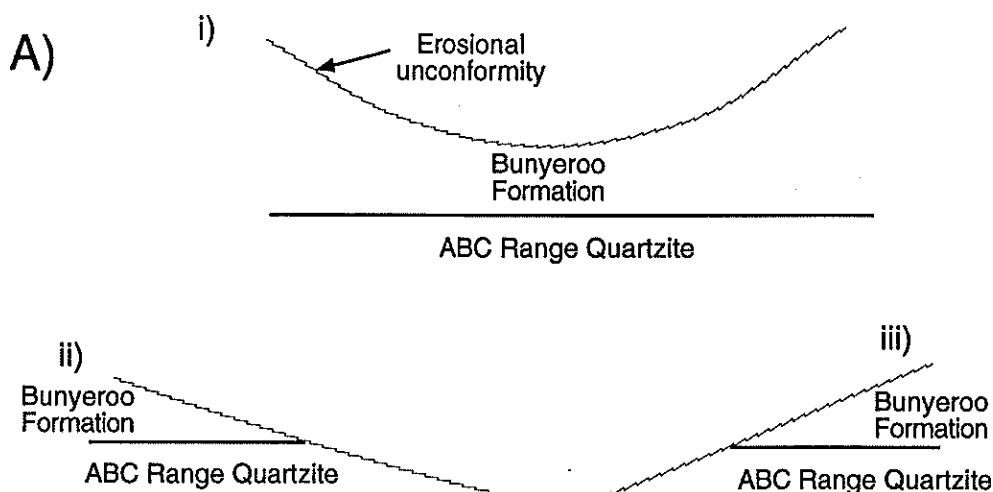 A)
i)
Erosional
unconformity
Bunyeroo
Formation
ABC Range Quartzite
ii)
Bunyeroo
Formation
ABC Range Quartzite
iii)
Bunyeroo
Formation
ABC Range Quartzite